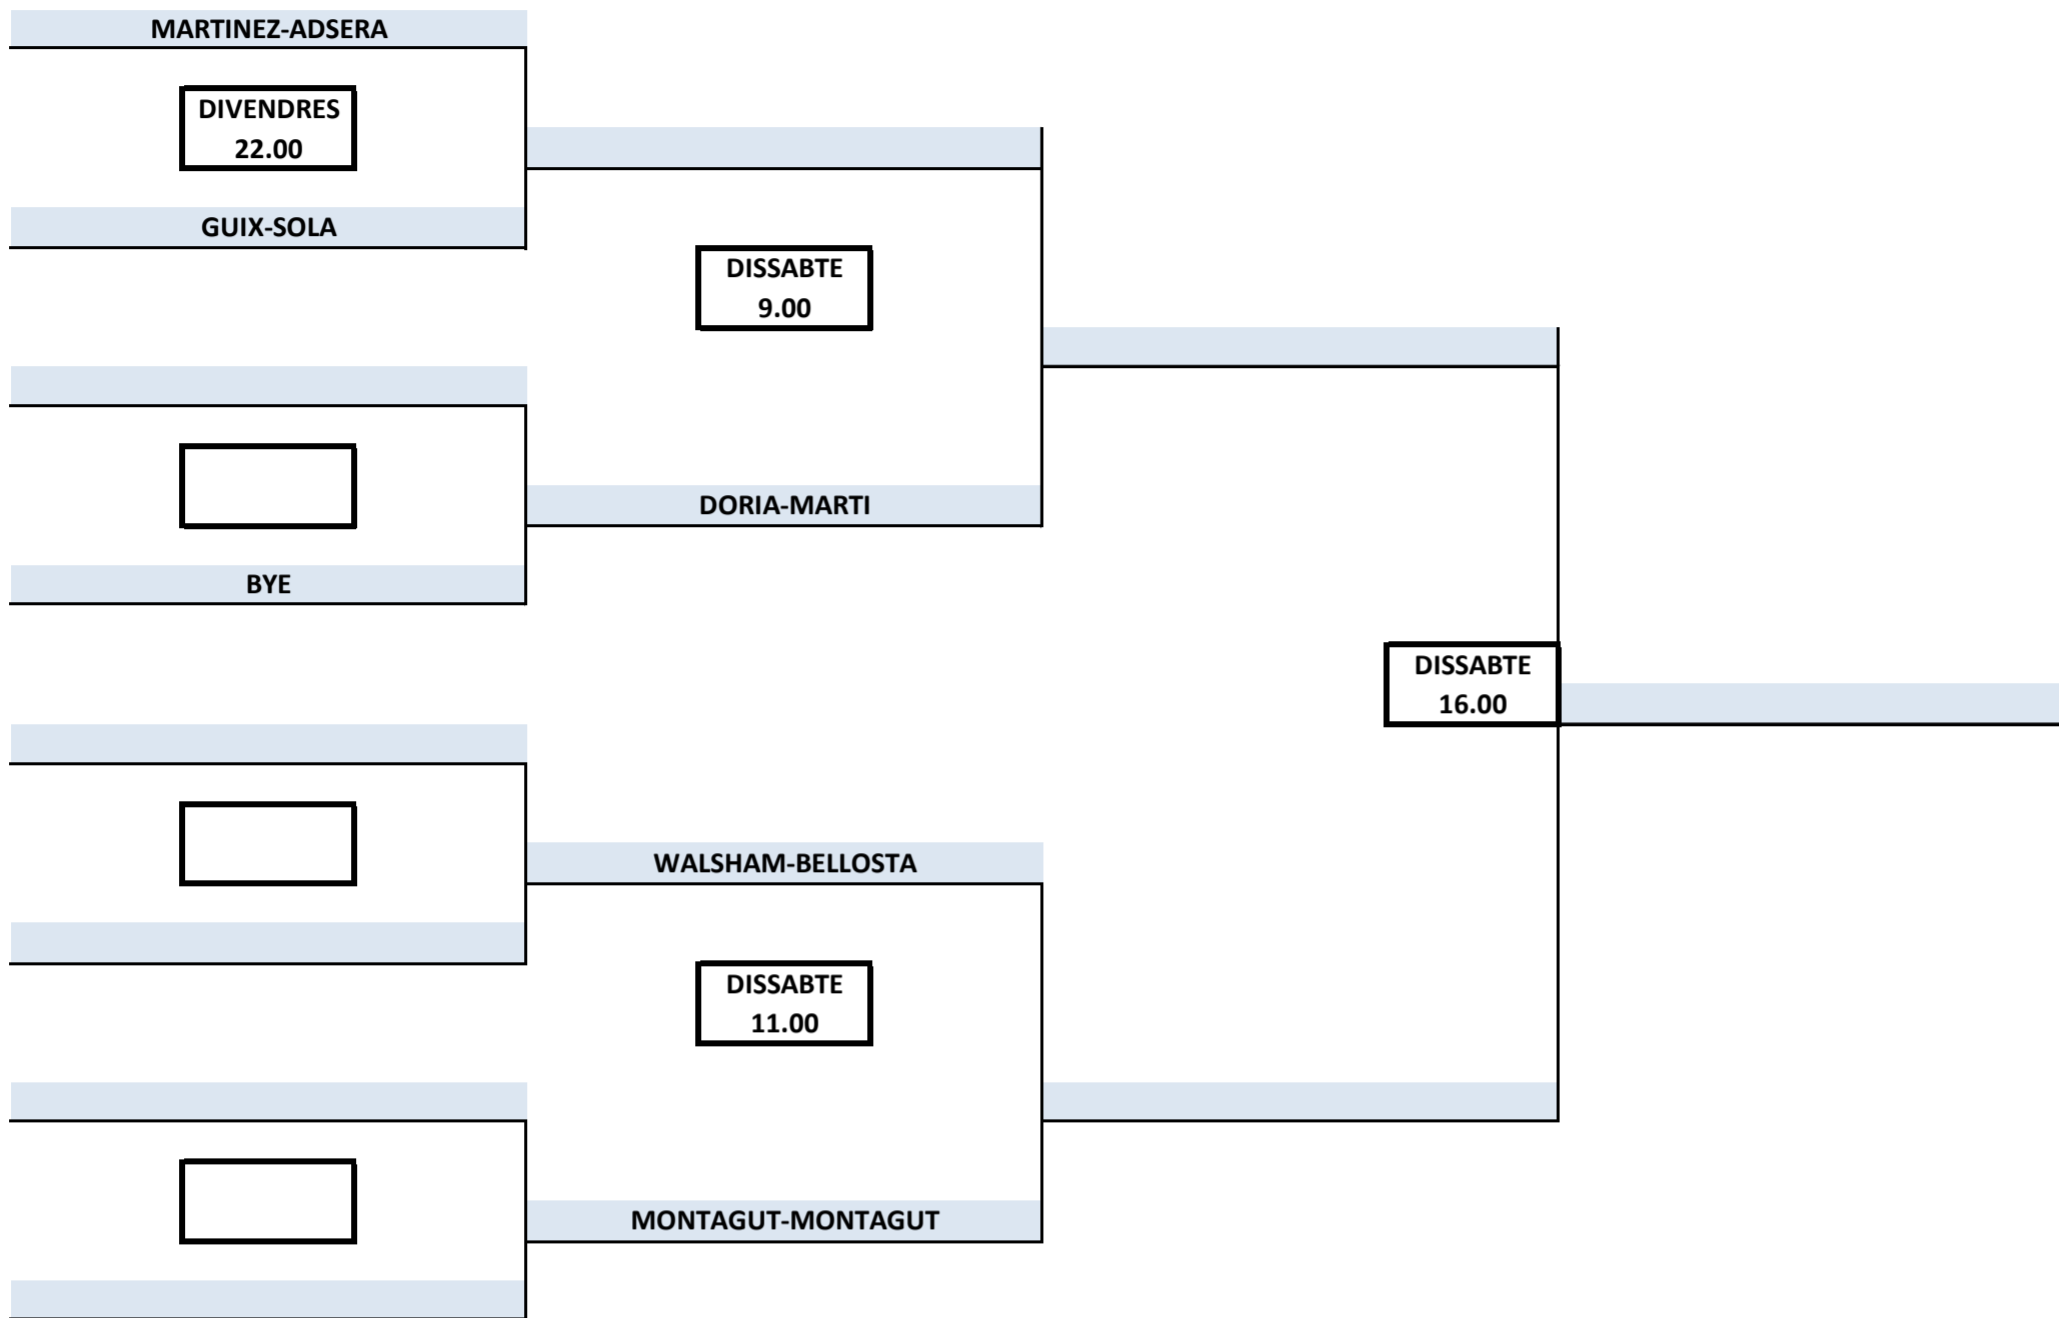 MARTINEZ-ADSERA
DIVENDRES
22.00
GUIX-SOLA
DISSABTE
9.00
DORIA-MARTI
BYE
DISSABTE
16.00
WALSHAM-BELLOSTA
DISSABTE
11.00
MONTAGUT-MONTAGUT